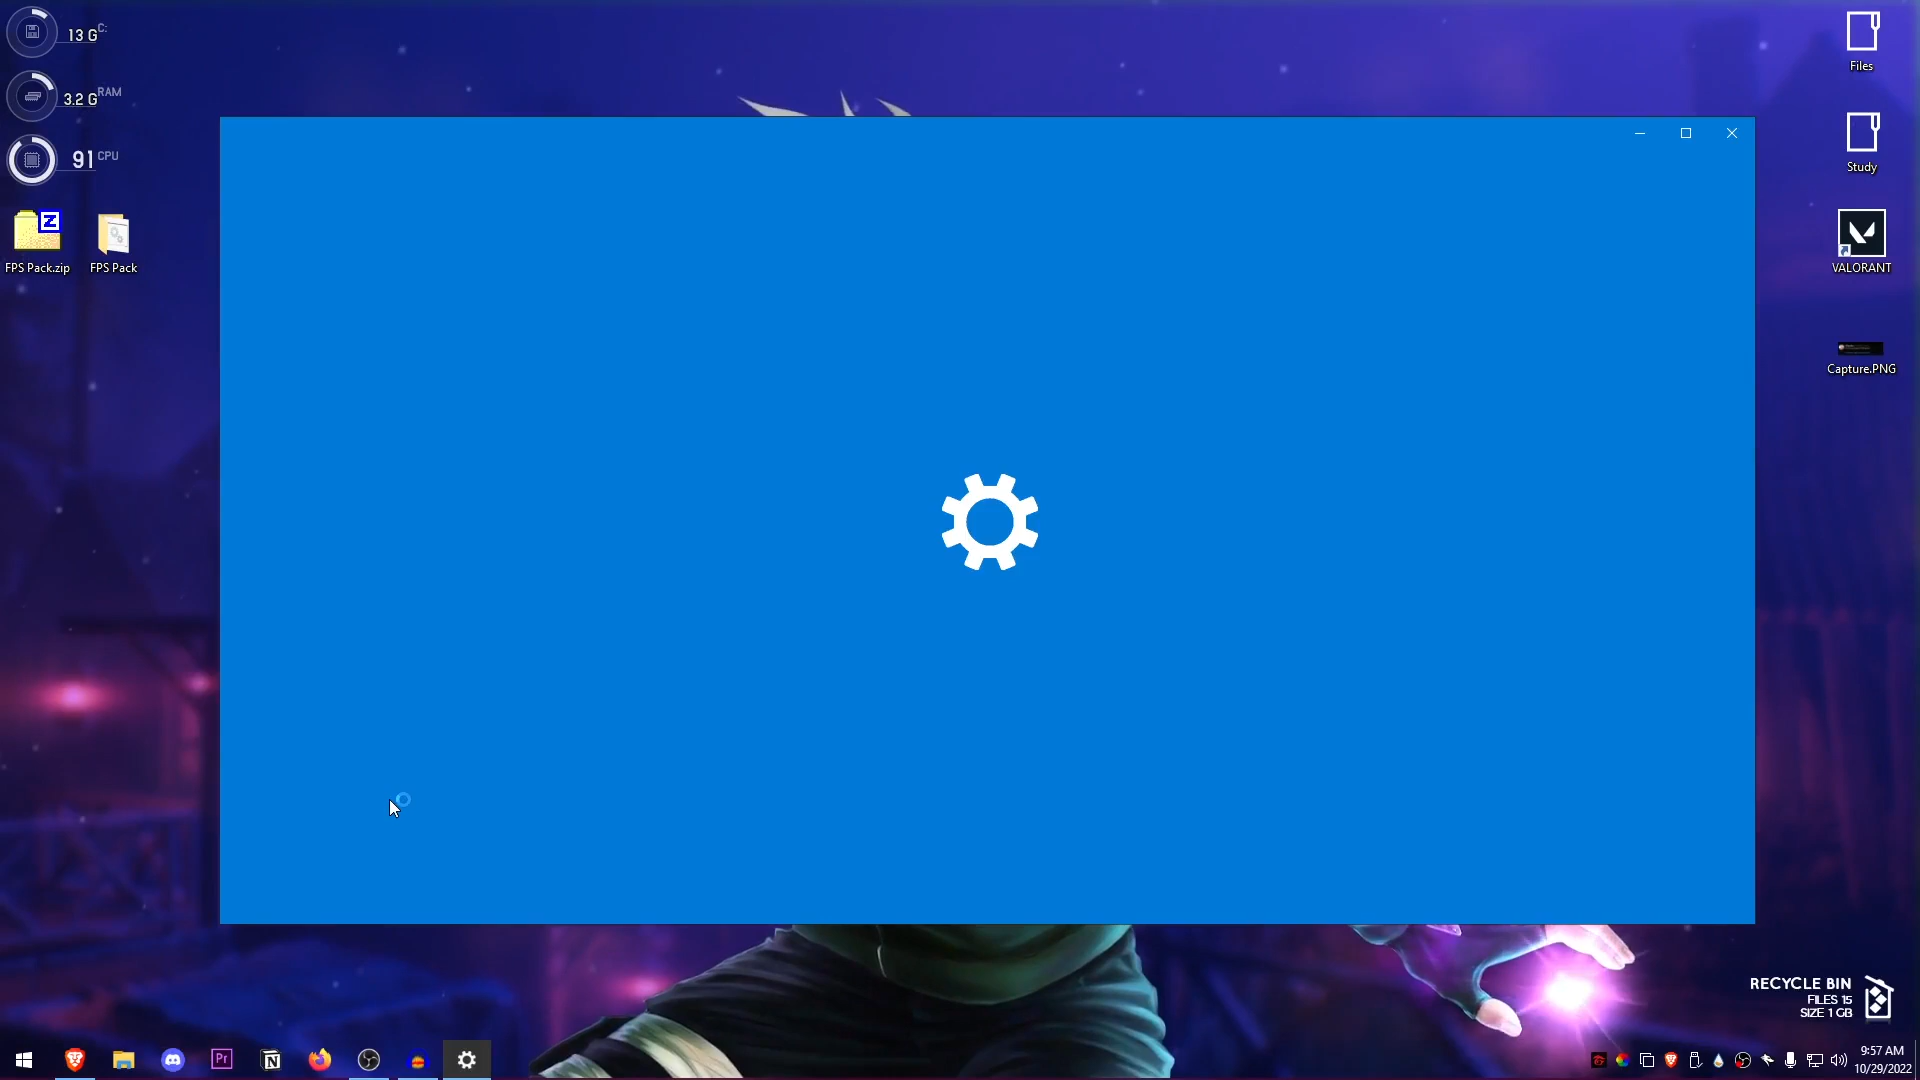 13 G C:
3.2 G RAM
91 CPU
FPS Pack.zip
FPS Pack
Files
Study
VALORANT
Capture.PNG
RECYCLE BIN
FILES 15
SIZE 1 GB
Pr
9:57 AM
10/29/2022